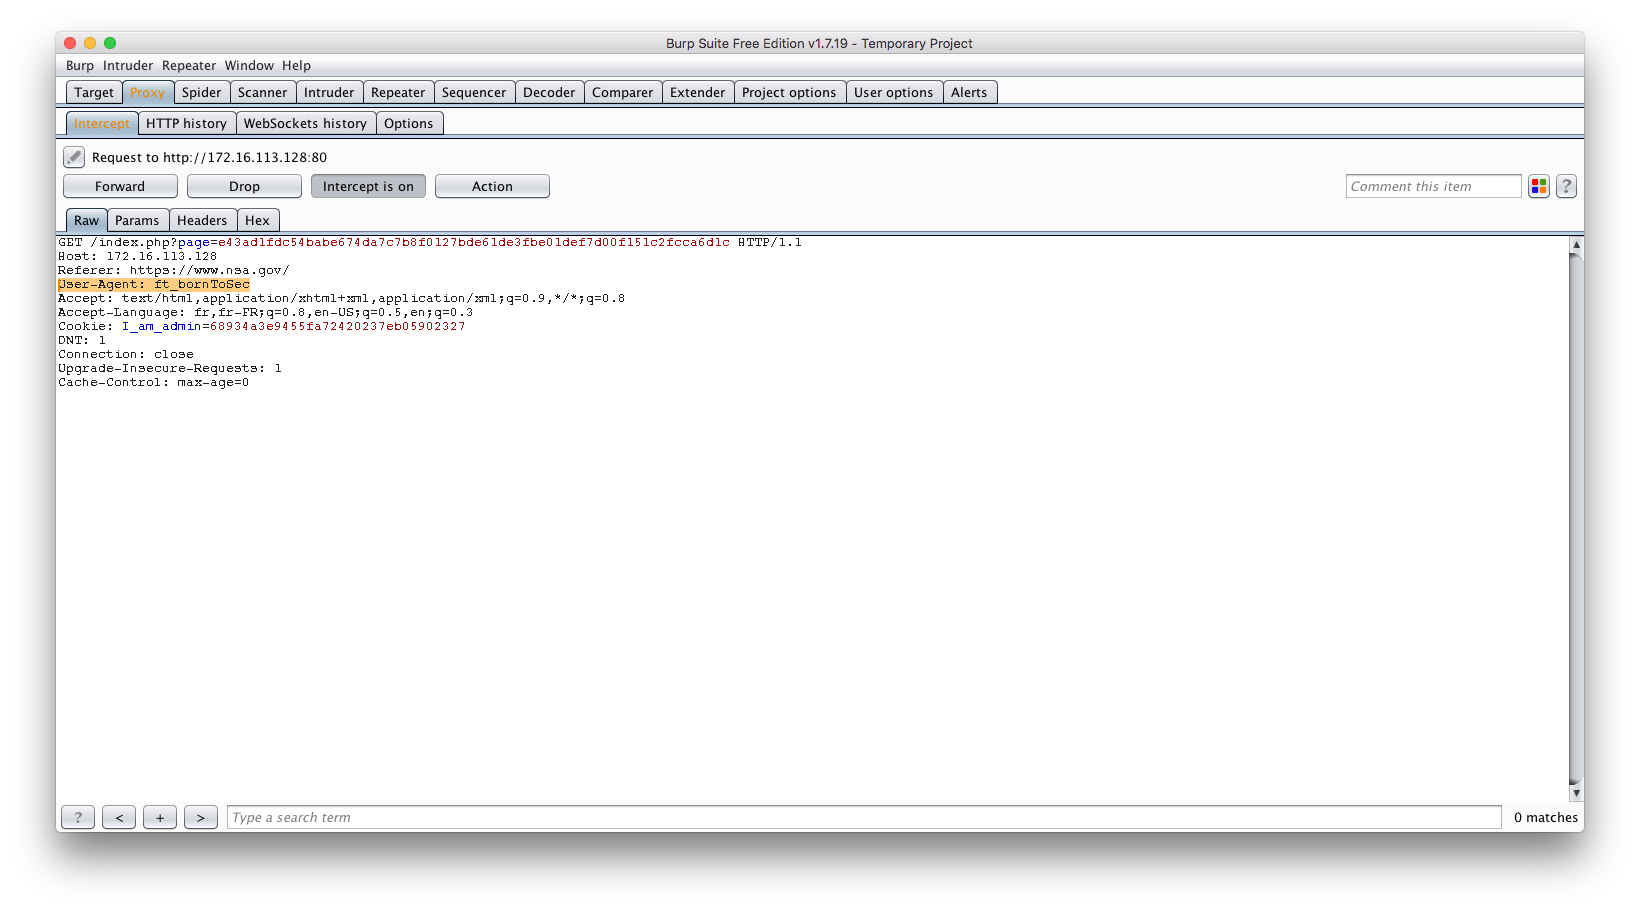 Burp Suite Free Edition v1.7.19 - Temporary Project
Burp Intruder Repeater Window Help
Target Proxy Spider Scanner Intruder Repeater Sequencer Decoder Comparer Extender Project options User options Alerts
Intercept HTTP history WebSockets history Options
Request to http://172.16.113.128:80
Forward Drop Intercept is on Action Comment this item ?
Raw Params Headers Hex
GET /index.php?page=e43ad1fdc54babe674da7c7b8f0127bde61de3fbe01def7d00f151c2fcca6d1c HTTP/1.1
Host: 172.16.113.128
Referer: https://www.nsa.gov/
User-Agent: ft_bornToSec
Accept: text/html,application/xhtml+xml,application/xml;q=0.9,*/*;q=0.8
Accept-Language: fr,fr-FR;q=0.8,en-US;q=0.5,en;q=0.3
Cookie: I_am_admin=68934a3e9455fa72420237eb05902327
DNT: 1
Connection: close
Upgrade-Insecure-Requests: 1
Cache-Control: max-age=0
? < + > Type a search term 0 matches